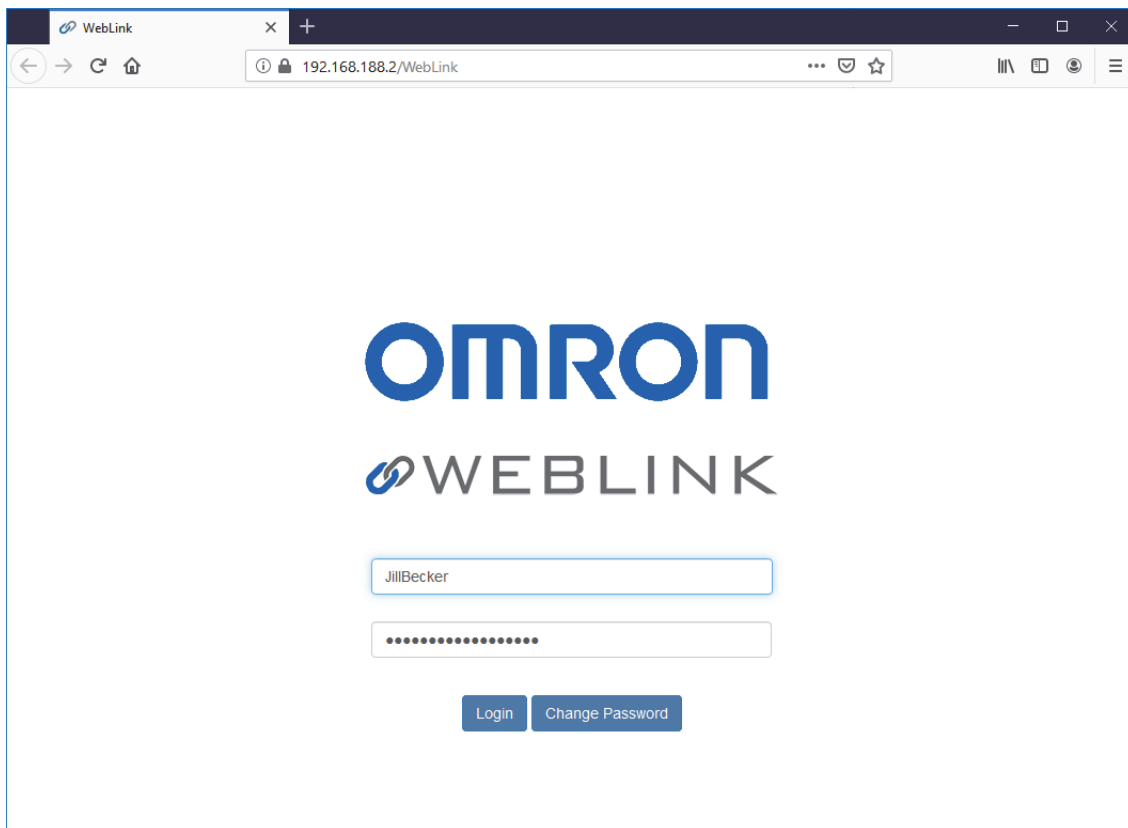 WebLink
192.168.188.2/WebLink
OMRON
WEBLINK
JillBecker
••••••••••••••••••
Login Change Password